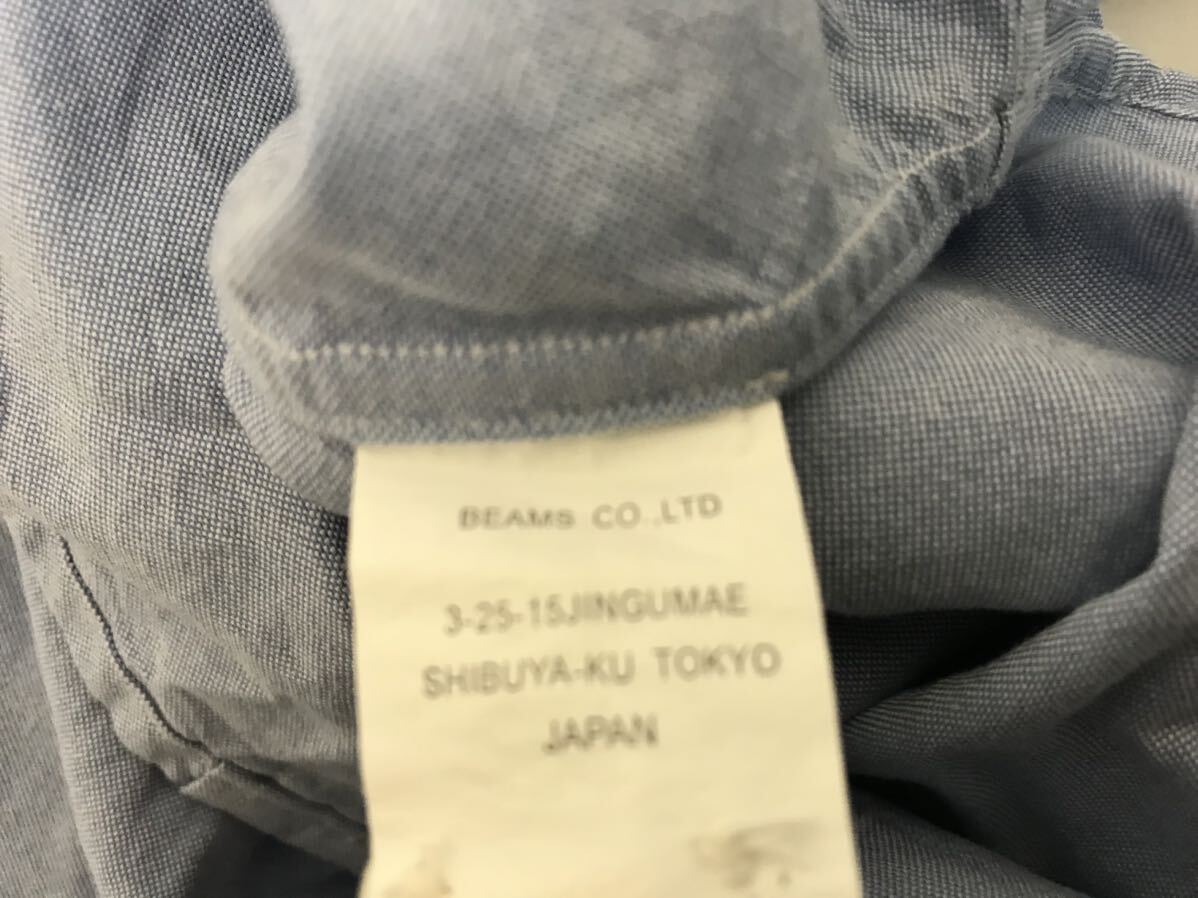 BEAMS CO.,LTD
3-25-15JINGUMAE
SHIBUYA-KU TOKYO
JAPAN